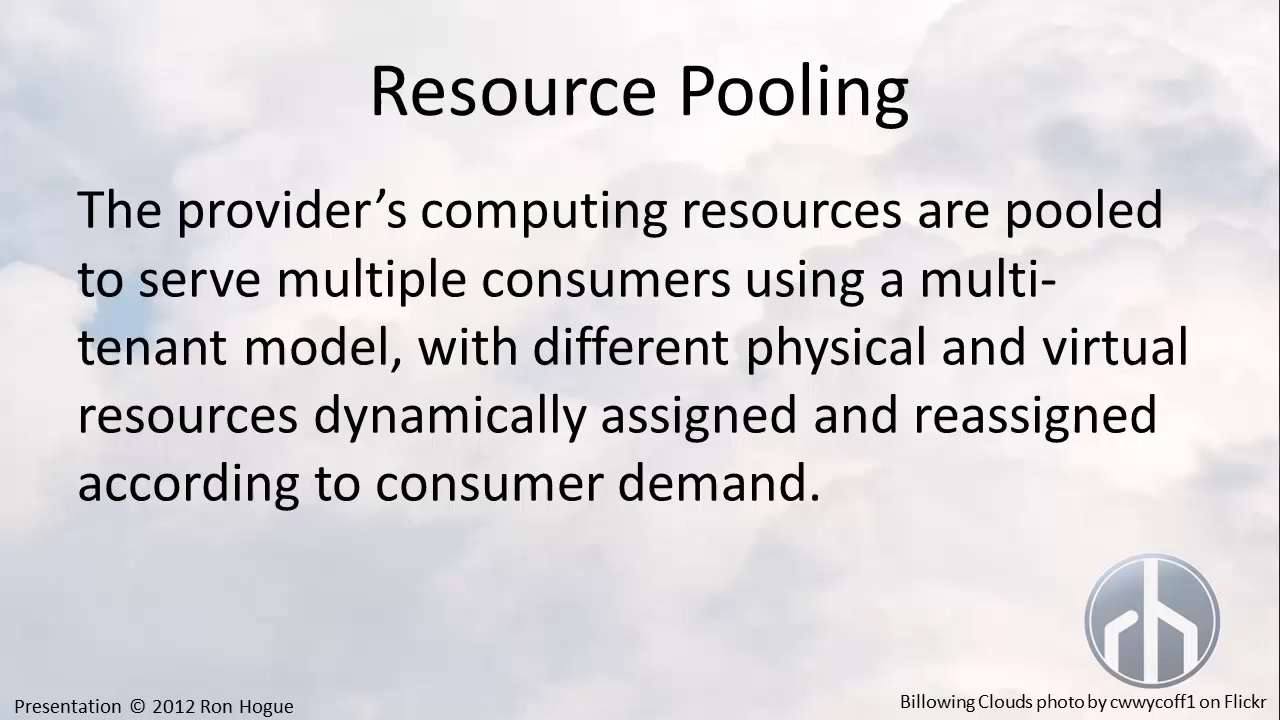 Resource Pooling
The provider’s computing resources are pooled
to serve multiple consumers using a multi-
tenant model, with different physical and virtual
resources dynamically assigned and reassigned
according to consumer demand.
rh
Presentation © 2012 Ron Hogue
Billowing Clouds photo by cwwycoff1 on Flickr